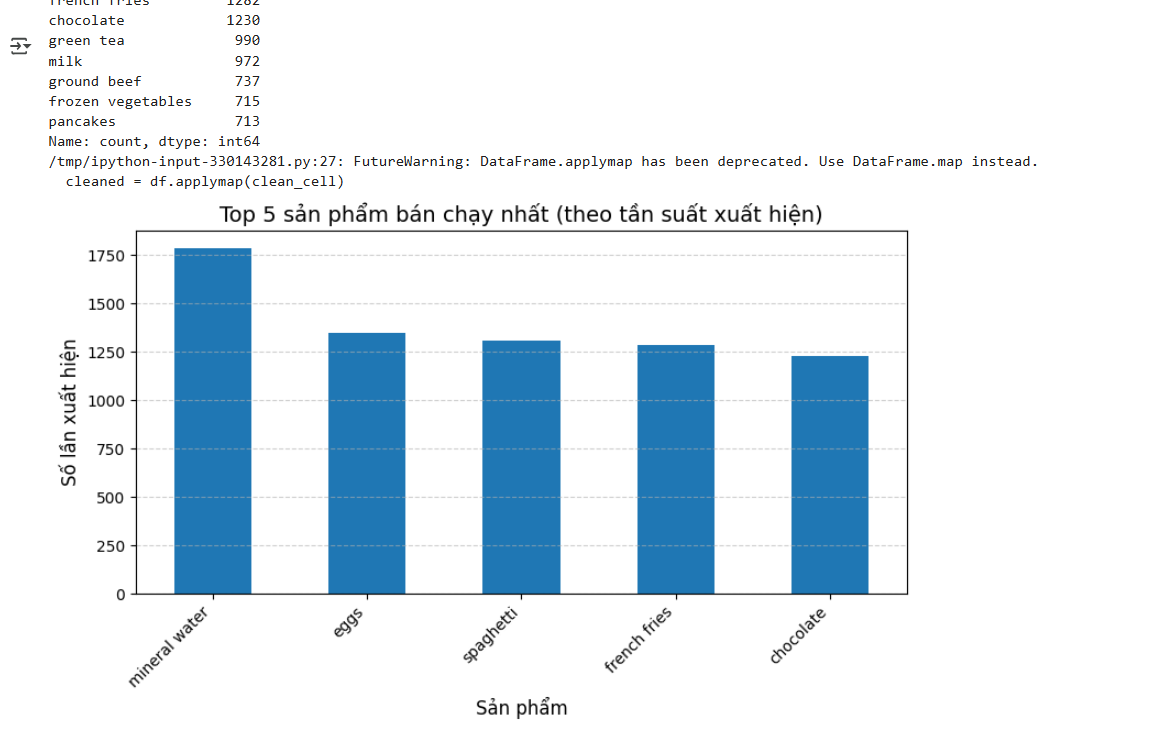 french fries 1282
chocolate 1230
green tea 990
milk 972
ground beef 737
frozen vegetables 715
pancakes 713
Name: count, dtype: int64
/tmp/ipython-input-330143281.py:27: FutureWarning: DataFrame.applymap has been deprecated. Use DataFrame.map instead.
cleaned = df.applymap(clean_cell)
Top 5 sản phẩm bán chạy nhất (theo tần suất xuất hiện)
Số lần xuất hiện
1750
1500
1250
1000
750
500
250
0
mineral water
eggs
spaghetti
french fries
chocolate
Sản phẩm